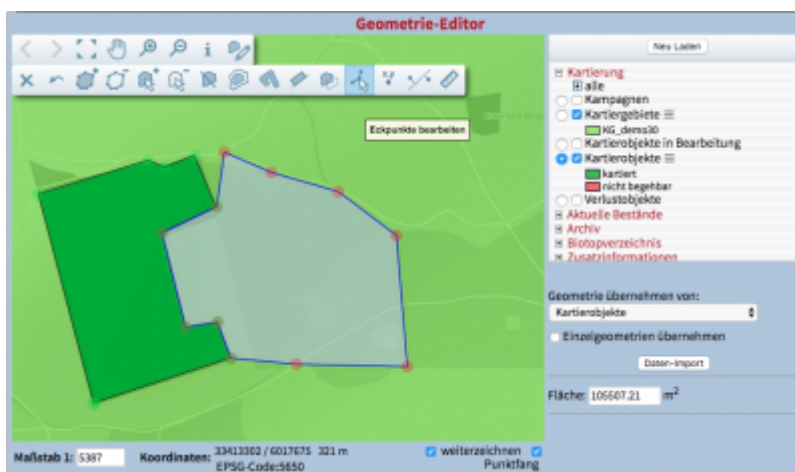 Geometrie-Editor
Neu Laden
Kartierung
alle
Kampagnen
Kartiergebiete
KG_demo30
Kartierobjekte in Bearbeitung
Kartierobjekte
kartiert
nicht begehbar
Verlustobjekte
Aktuelle Bestände
Archiv
Biotopverzeichnis
Zusatzinformationen
Eckpunkte bearbeiten
Geometrie übernehmen von:
Kartierobjekte
Einzelgeometrien übernehmen
Daten-Import
Fläche: 105507.21 m²
Maßstab 1: 5387
Koordinaten: 33413302 / 6017675 321 m
EPSG-Code:5650
weiterzeichnen
Punktfang